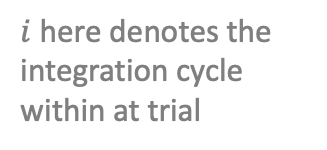 𝑖 here denotes the
integration cycle
within at trial